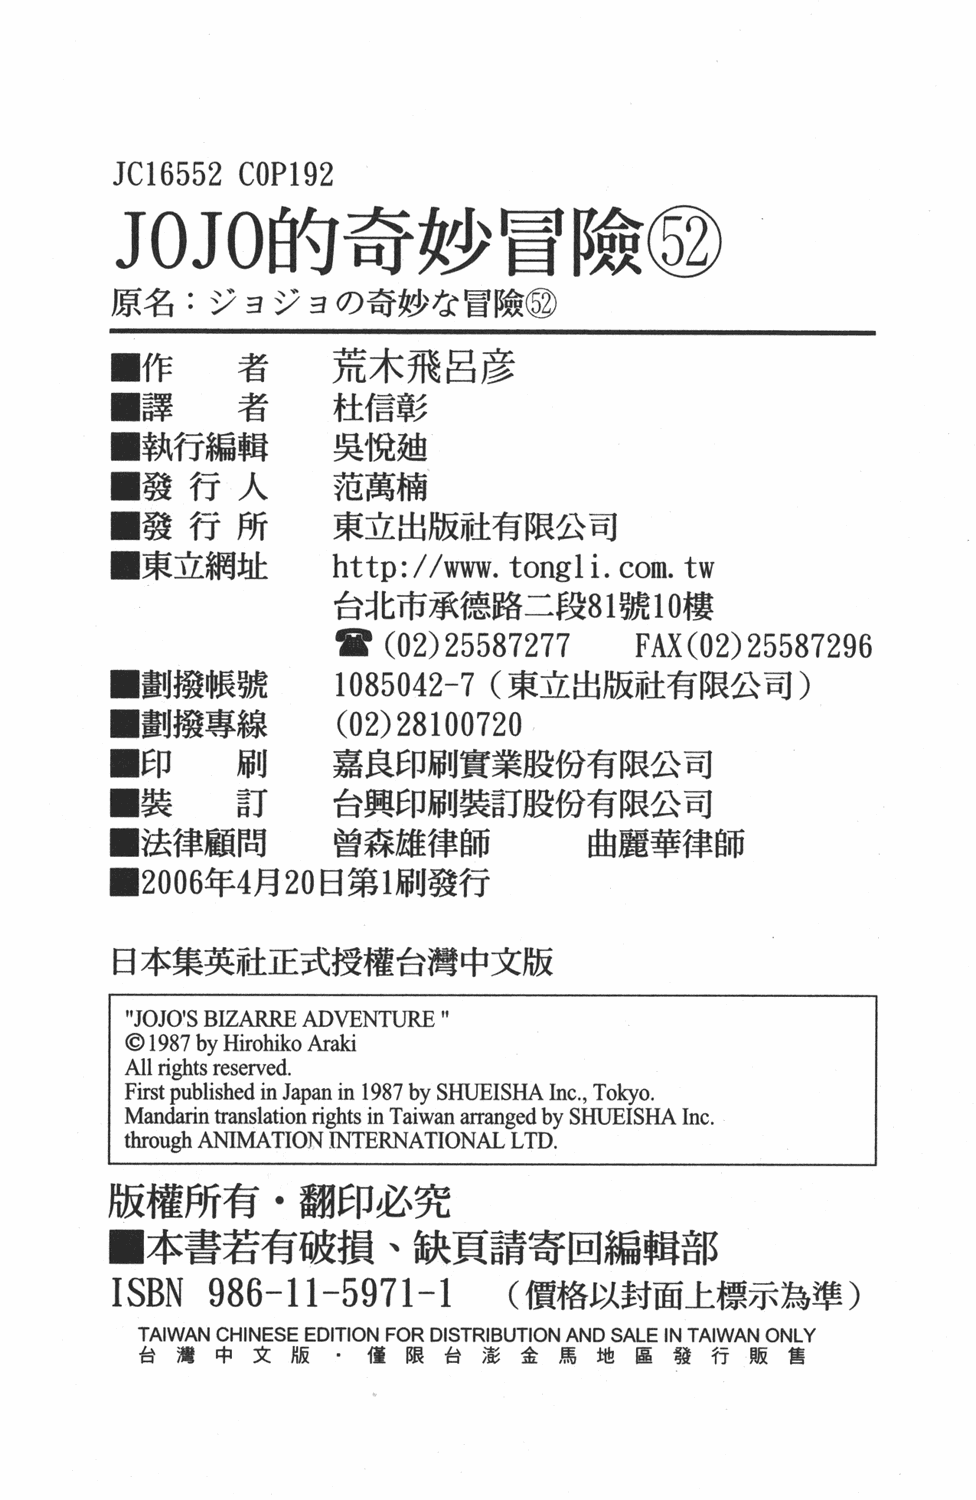 JC16552 C0P192
JOJO的奇妙冒險㊾52
原名：ジョジョの奇妙な冒險52
■作者 荒木飛呂彦
■譯者 杜信彰
■執行編輯 吳悅廸
■發行人 范萬楠
■發行所 東立出版社有限公司
■東立網址 http://www.tongli.com.tw
台北市承德路二段81號10樓
☎(02)25587277 FAX(02)25587296
■劃撥帳號 1085042-7（東立出版社有限公司）
■劃撥專線 (02)28100720
■印刷 嘉良印刷實業股份有限公司
■裝訂 台興印刷裝訂股份有限公司
■法律顧問 曾森雄律師 曲麗華律師
■2006年4月20日第1刷發行
日本集英社正式授權台灣中文版
"JOJO'S BIZARRE ADVENTURE "
©1987 by Hirohiko Araki
All rights reserved.
First published in Japan in 1987 by SHUEISHA Inc., Tokyo.
Mandarin translation rights in Taiwan arranged by SHUEISHA Inc.
through ANIMATION INTERNATIONAL LTD.
版權所有・翻印必究
■本書若有破損、缺頁請寄回編輯部
ISBN 986-11-5971-1 （價格以封面上標示為準）
TAIWAN CHINESE EDITION FOR DISTRIBUTION AND SALE IN TAIWAN ONLY
台灣中文版・僅限台澎金馬地區發行販售